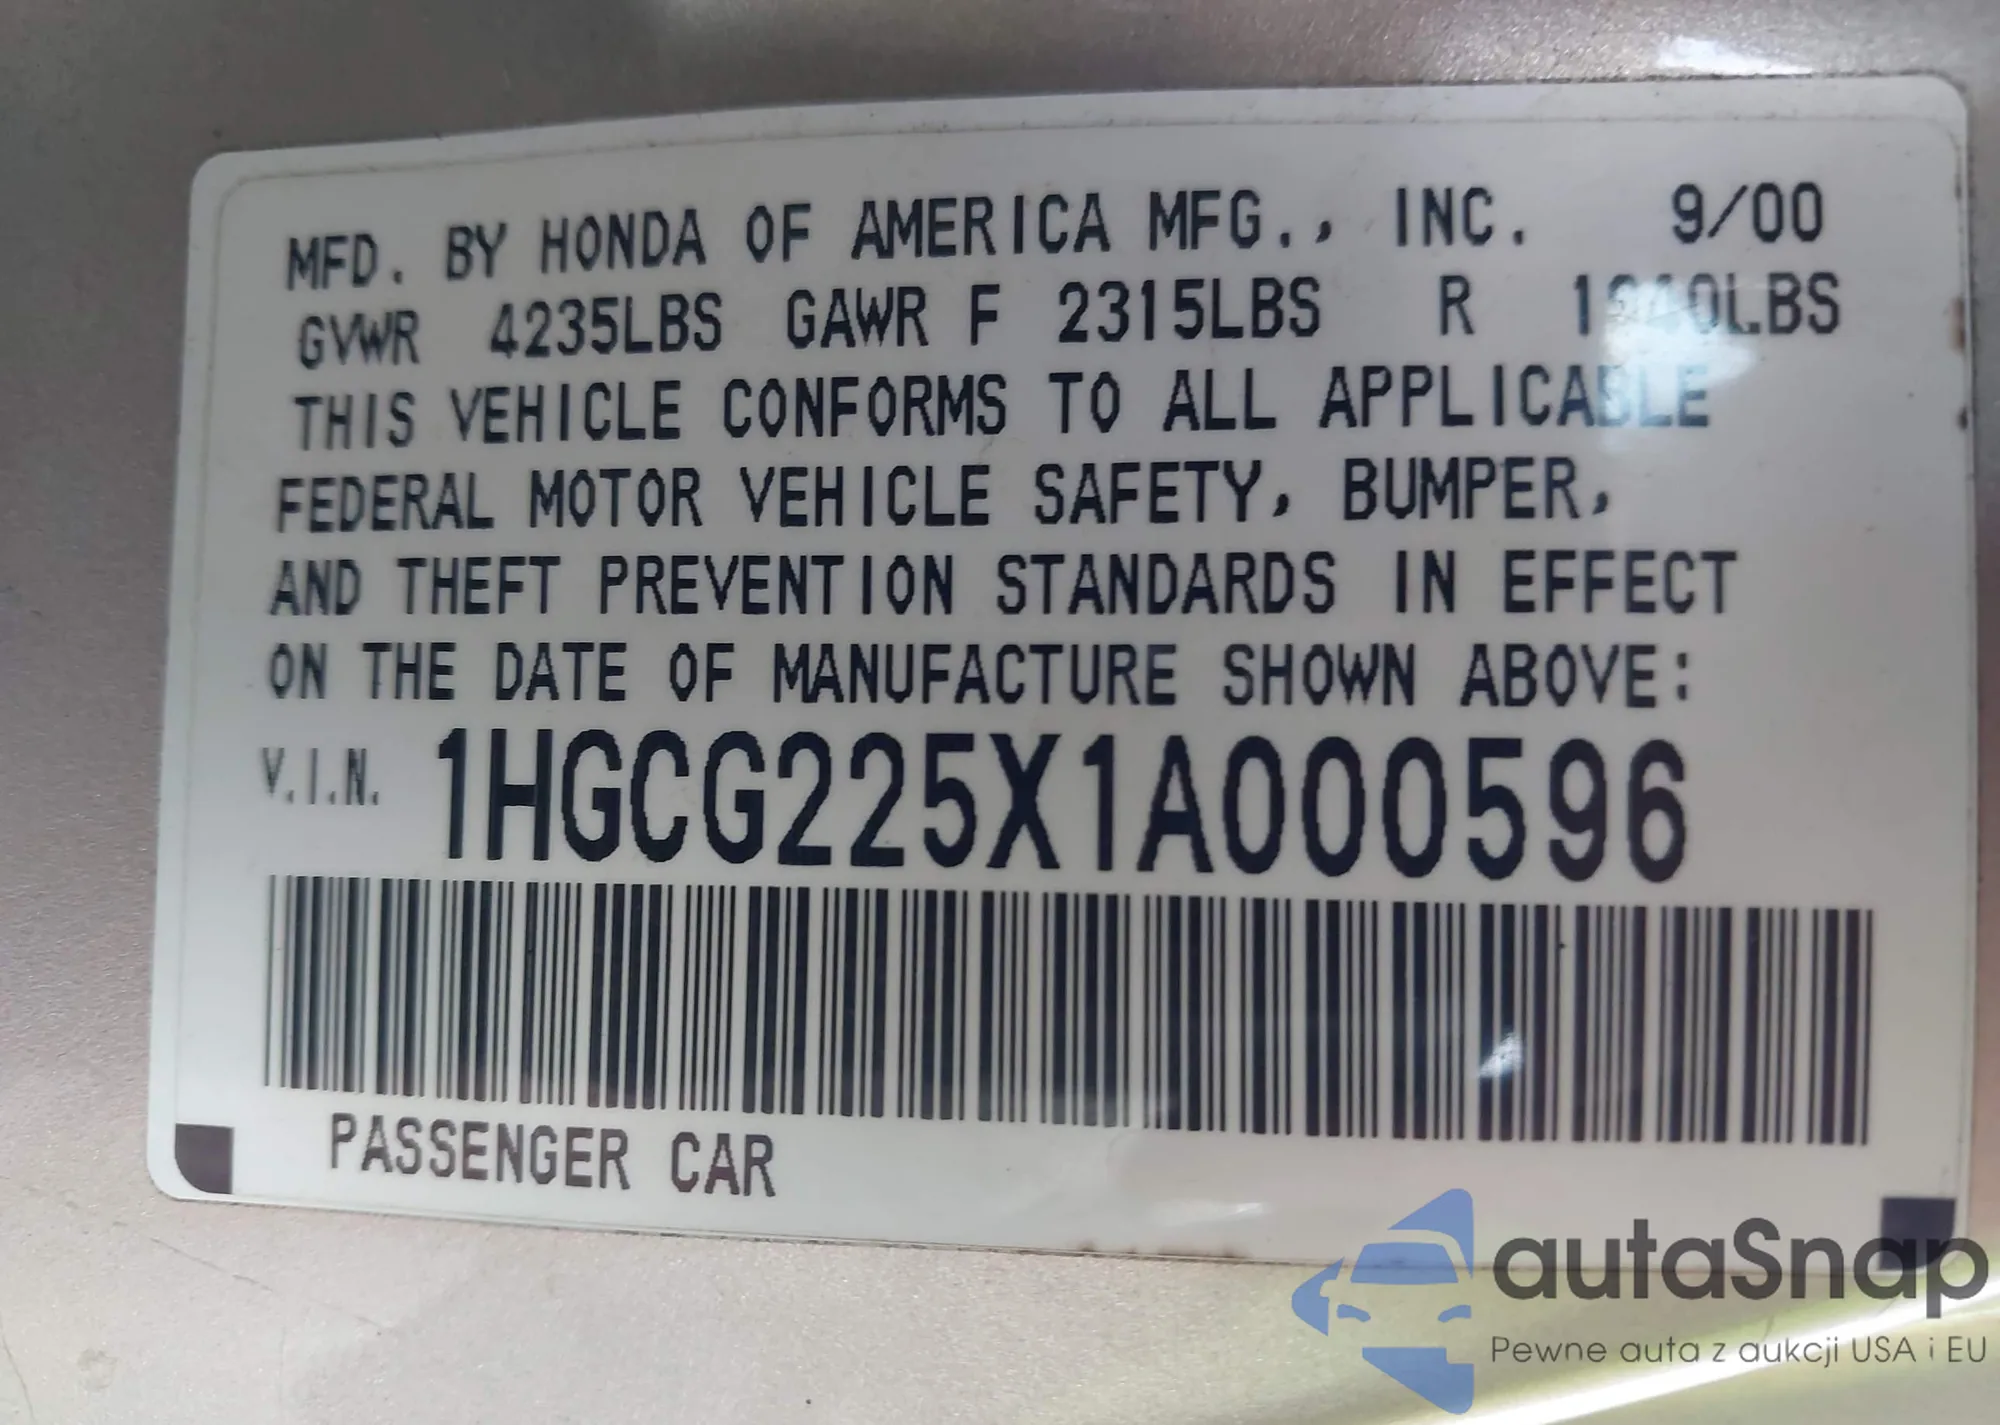 MFD. BY HONDA OF AMERICA MFG., INC. 9/00
GVWR 4235LBS GAWR F 2315LBS R
THIS VEHICLE CONFORMS TO ALL APPLICABLE
FEDERAL MOTOR VEHICLE SAFETY, BUMPER,
AND THEFT PREVENTION STANDARDS IN EFFECT
ON THE DATE OF MANUFACTURE SHOWN ABOVE:
V.I.N. 1HGCG225X1A000596
PASSENGER CAR
autaSnap
Pewne auta z aukcji USA i EU